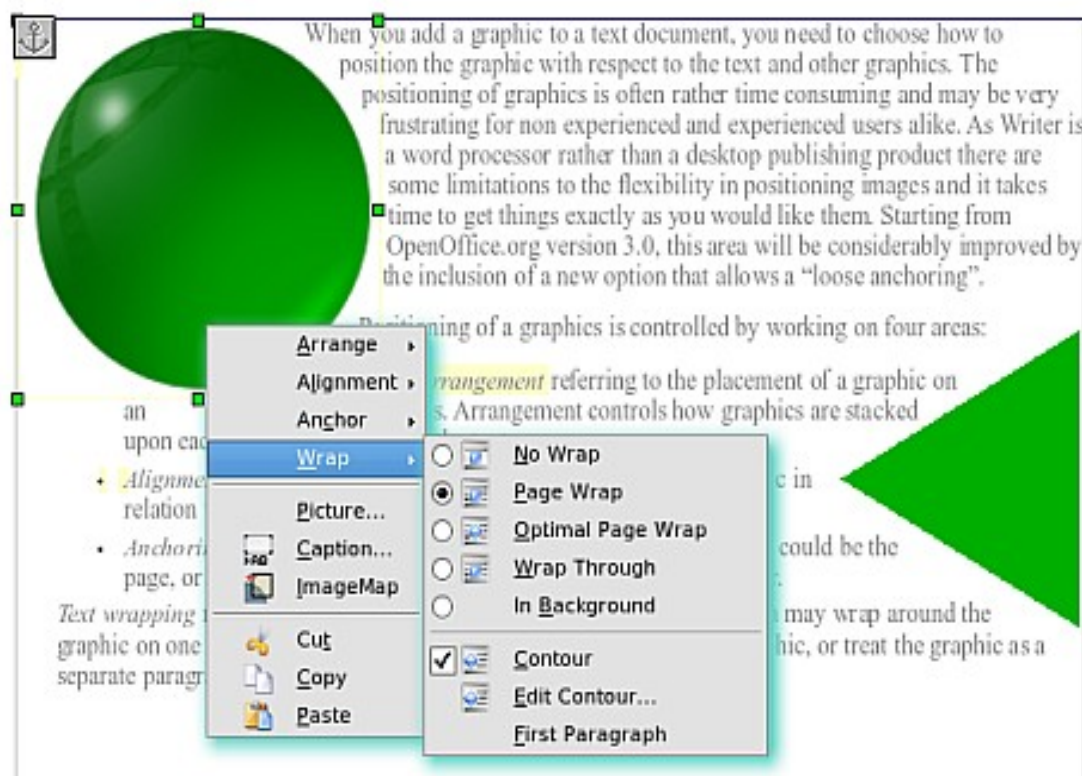 When you add a graphic to a text document, you need to choose how to
position the graphic with respect to the text and other graphics. The
positioning of graphics is often rather time consuming and may be very
frustrating for non experienced and experienced users alike. As Writer is
a word processor rather than a desktop publishing product there are
some limitations to the flexibility in positioning images and it takes
time to get things exactly as you would like them. Starting from
OpenOffice.org version 3.0, this area will be considerably improved by
the inclusion of a new option that allows a “loose anchoring”.
Positioning of a graphics is controlled by working on four areas:
referring to the placement of a graphic on
an
Arrangement controls how graphics are stacked
upon
• 
in
relation
• 
could be the
page, or
Text wrapping
may wrap around the
graphic on one
or treat the graphic as a
separate
Arrange
Alignment
Anchor
Wrap
Picture...
Caption...
ImageMap
Cut
Copy
Paste
No Wrap
Page Wrap
Optimal Page Wrap
Wrap Through
In Background
Contour
Edit Contour...
First Paragraph